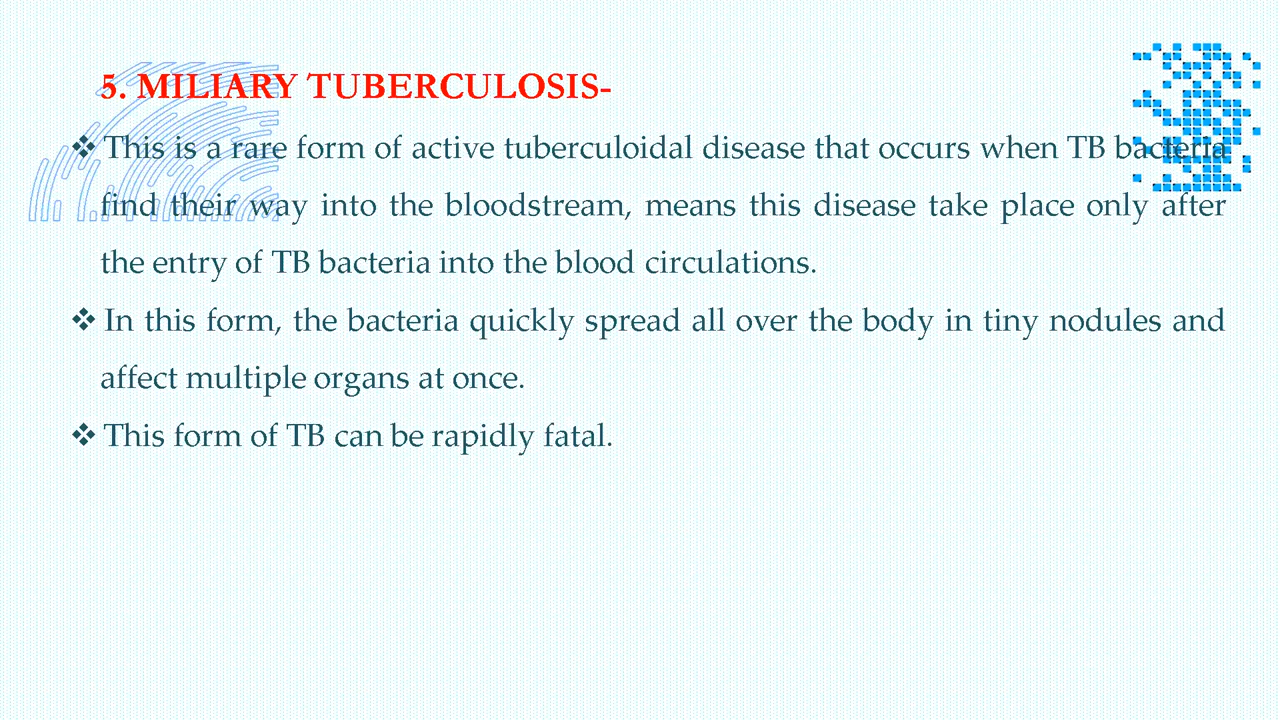 5. MILIARY TUBERCULOSIS-
❖ This is a rare form of active tuberculoidal disease that occurs when TB bacteria
find their way into the bloodstream, means this disease take place only after
the entry of TB bacteria into the blood circulations.
❖ In this form, the bacteria quickly spread all over the body in tiny nodules and
affect multiple organs at once.
❖ This form of TB can be rapidly fatal.